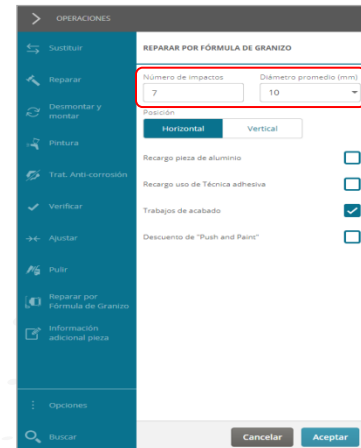 OPERACIONES
Sustituir
Reparar
Desmontar y
montar
Pintura
Trat. Anti-corrosión
Verificar
Ajustar
Pulir
Reparar por
Fórmula de Granizo
Información
adicional pieza
Opciones
Buscar
REPARAR POR FÓRMULA DE GRANIZO
Número de impactos Diámetro promedio (mm)
7 10
Posición
Horizontal Vertical
Recargo pieza de aluminio
Recargo uso de Técnica adhesiva
Trabajos de acabado
Descuento de "Push and Paint"
Cancelar Aceptar